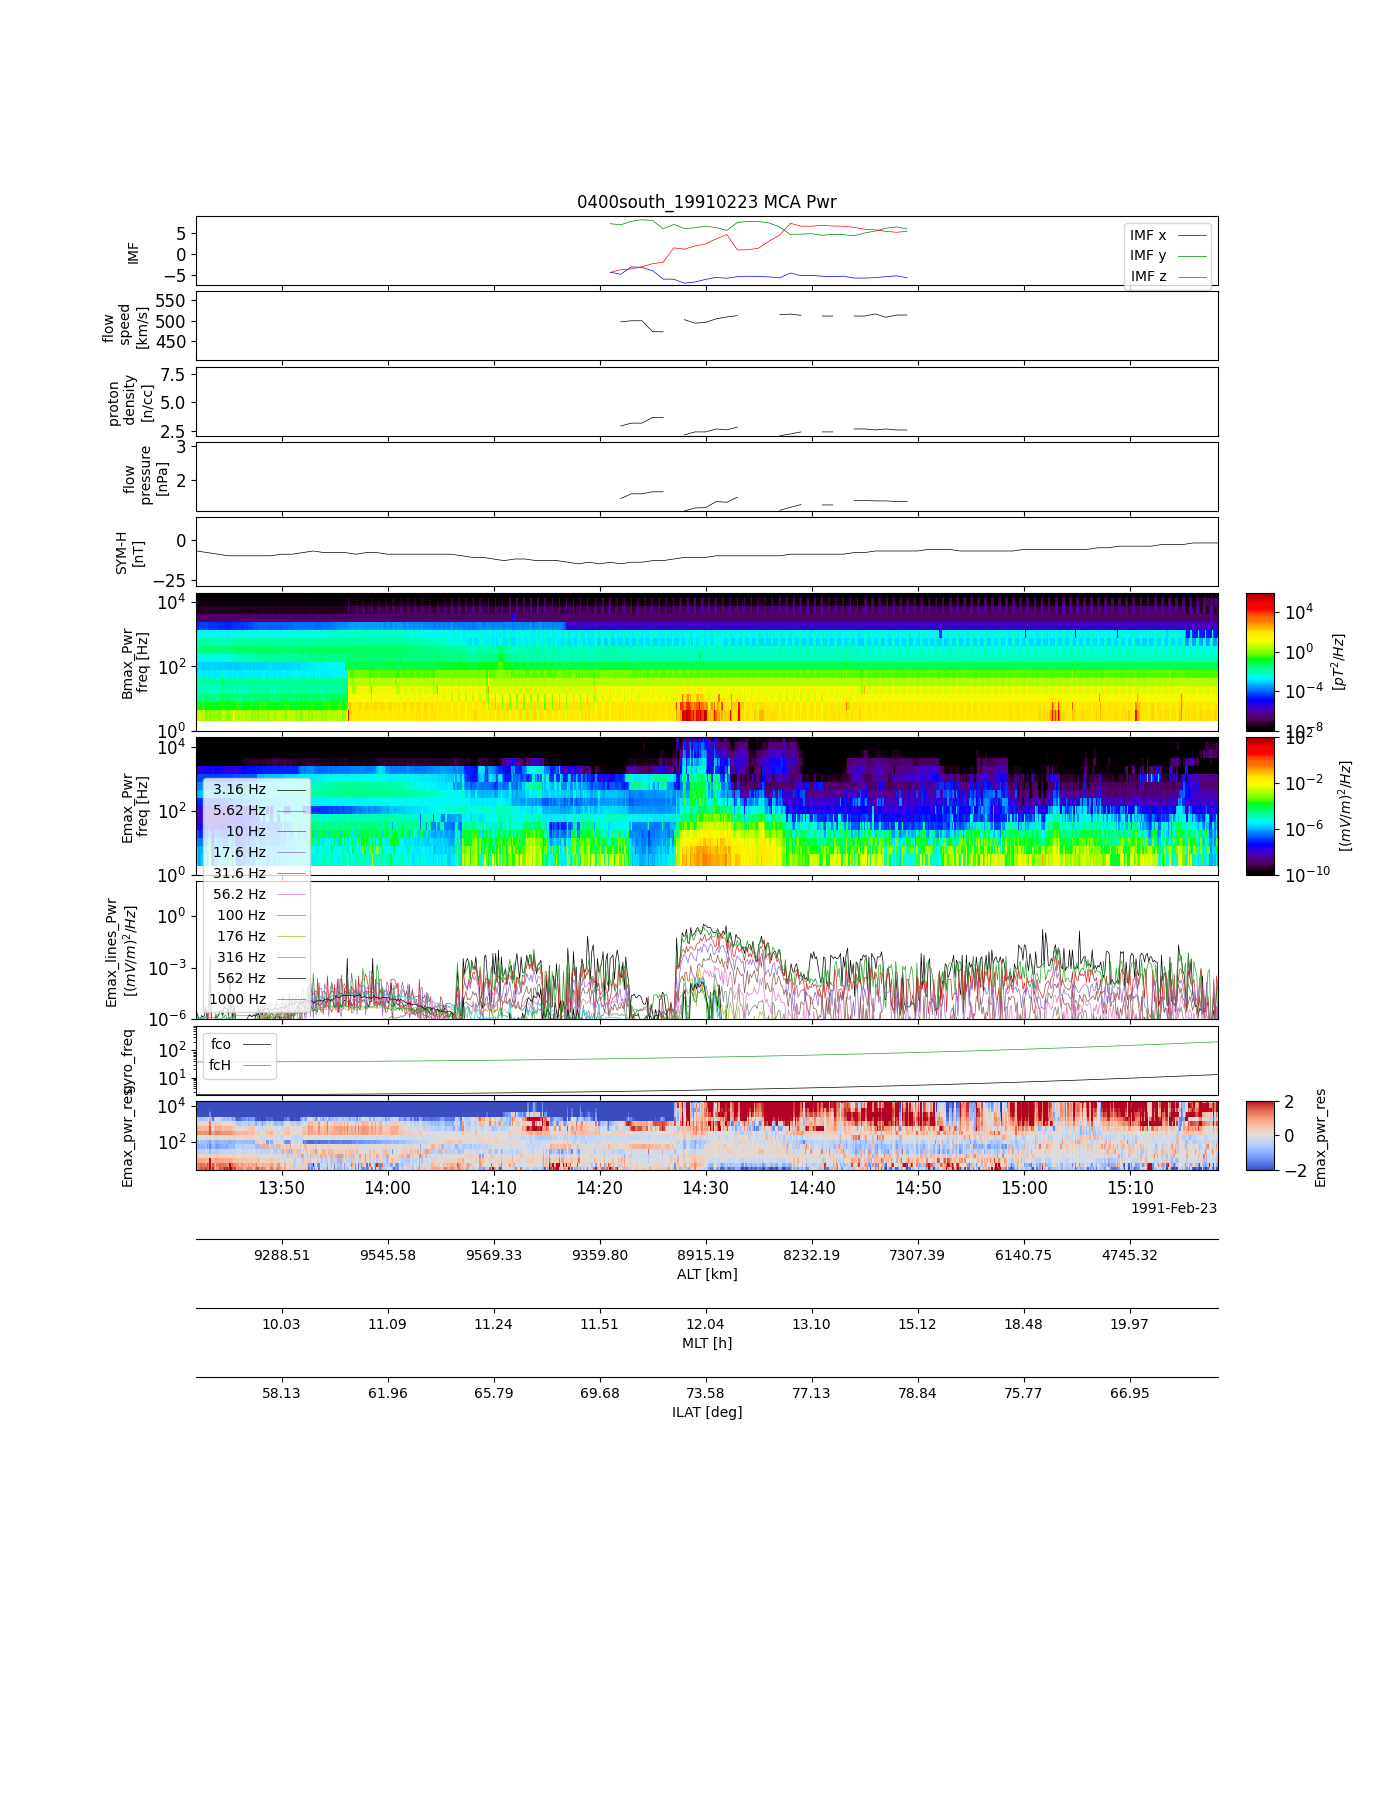 0400south_19910223 MCA Pwr
IMF
5
0
−5
IMF x
IMF y
IMF z
flow
speed
[km/s]
550
500
450
proton
density
[n/cc]
7.5
5.0
2.5
flow
pressure
[nPa]
3
2
SYM-H
[nT]
0
−25
Bmax_Pwr
freq [Hz]
10^4
10^2
10^0
10^4
10^0
10^−4
10^−8
[pT^2/Hz]
Emax_Pwr
freq [Hz]
10^4
10^2
10^0
10^2
10^−2
10^−6
10^−10
[(mV/m)^2/Hz]
3.16 Hz
5.62 Hz
10 Hz
17.6 Hz
31.6 Hz
56.2 Hz
100 Hz
176 Hz
316 Hz
562 Hz
1000 Hz
Emax_lines_Pwr
[(mV/m)^2/Hz]
10^0
10^−3
10^−6
gyro_freq
10^2
10^1
fco
fcH
Emax_pwr_res
10^4
10^2
2
0
−2
Emax_pwr_res
13:50 14:00 14:10 14:20 14:30 14:40 14:50 15:00 15:10
1991-Feb-23
9288.51 9545.58 9569.33 9359.80 8915.19 8232.19 7307.39 6140.75 4745.32
ALT [km]
10.03 11.09 11.24 11.51 12.04 13.10 15.12 18.48 19.97
MLT [h]
58.13 61.96 65.79 69.68 73.58 77.13 78.84 75.77 66.95
ILAT [deg]